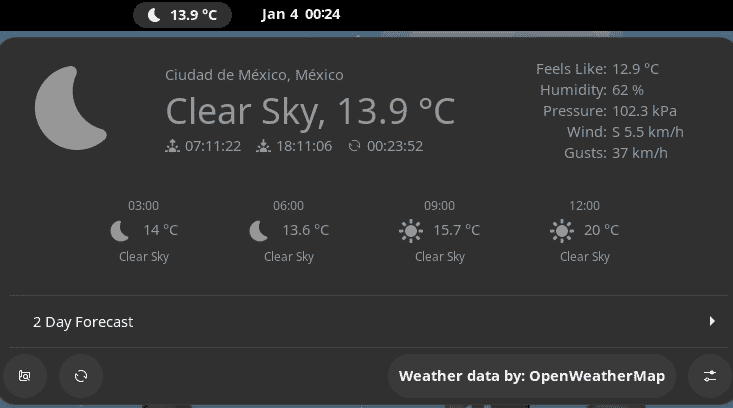 13.9 °C
Jan 4 00:24
Ciudad de México, México
Clear Sky, 13.9 °C
07:11:22 18:11:06 00:23:52
Feels Like: 12.9 °C
Humidity: 62 %
Pressure: 102.3 kPa
Wind: S 5.5 km/h
Gusts: 37 km/h
03:00 06:00 09:00 12:00
14 °C 13.6 °C 15.7 °C 20 °C
Clear Sky Clear Sky Clear Sky Clear Sky
2 Day Forecast
Weather data by: OpenWeatherMap